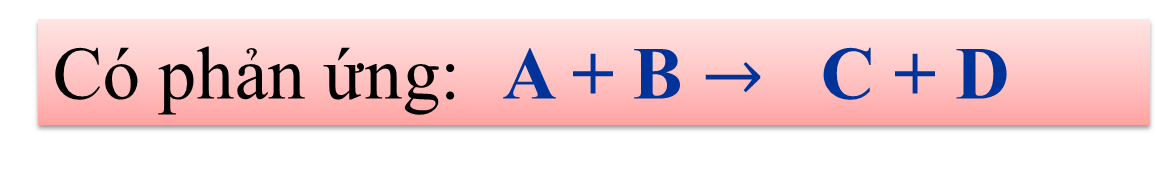 Có phản ứng: A + B → C + D